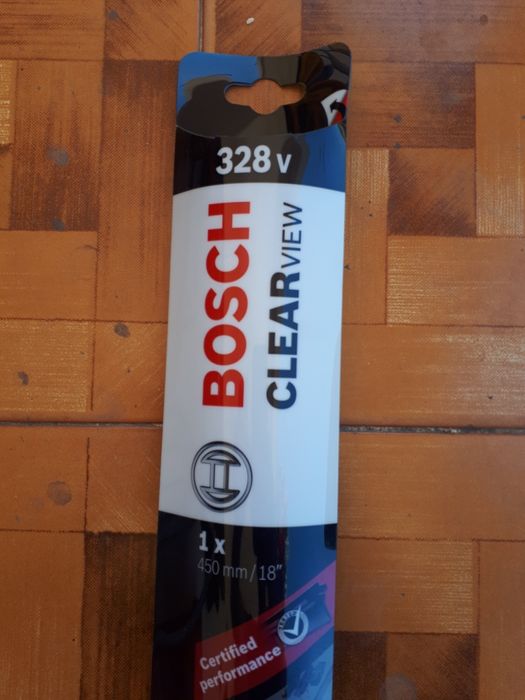 328 v
BOSCH
CLEARVIEW
1 x
450 mm / 18"
Certified
performance